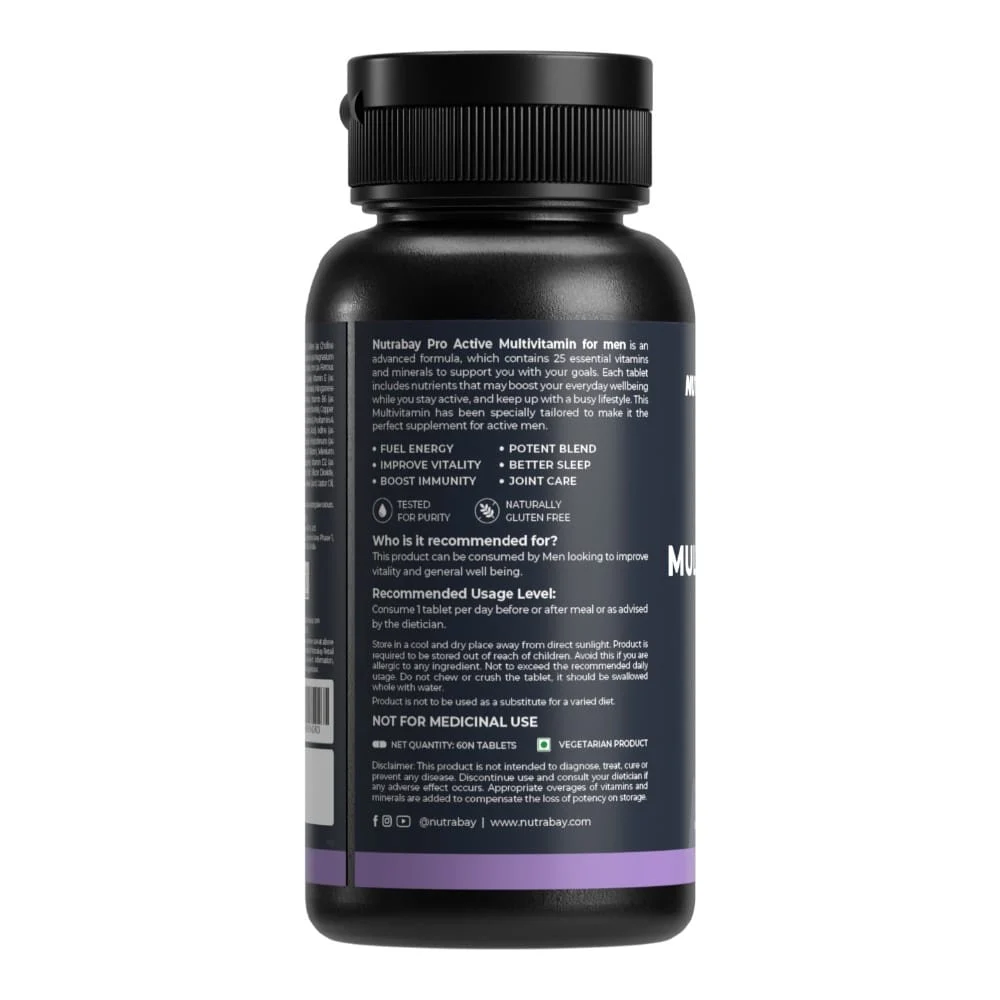 Nutrabay Pro Active Multivitamin for men is an
advanced formula, which contains 25 essential vitamins
and minerals to support you with your goals. Each tablet
includes nutrients that may boost your everyday wellbeing
while you stay active, and keep up with a busy lifestyle. This
Multivitamin has been specially tailored to make it the
perfect supplement for active men.
• FUEL ENERGY • POTENT BLEND
• IMPROVE VITALITY • BETTER SLEEP
• BOOST IMMUNITY • JOINT CARE
TESTED NATURALLY
FOR PURITY GLUTEN FREE
Who is it recommended for?
This product can be consumed by Men looking to improve
vitality and general well being.
Recommended Usage Level:
Consume 1 tablet per day before or after meal or as advised
by the dietician.
Store in a cool and dry place away from direct sunlight. Product is
required to be stored out of reach of children. Avoid this if you are
allergic to any ingredient. Not to exceed the recommended daily
usage. Do not chew or crush the tablet, it should be swallowed
whole with water.
Product is not to be used as a substitute for a varied diet.
NOT FOR MEDICINAL USE
NET QUANTITY: 60N TABLETS VEGETARIAN PRODUCT
Disclaimer: This product is not intended to diagnose, treat, cure or
prevent any disease. Discontinue use and consult your dietician if
any adverse effect occurs. Appropriate overages of vitamins and
minerals are added to compensate the loss of potency on storage.
@nutrabay | www.nutrabay.com